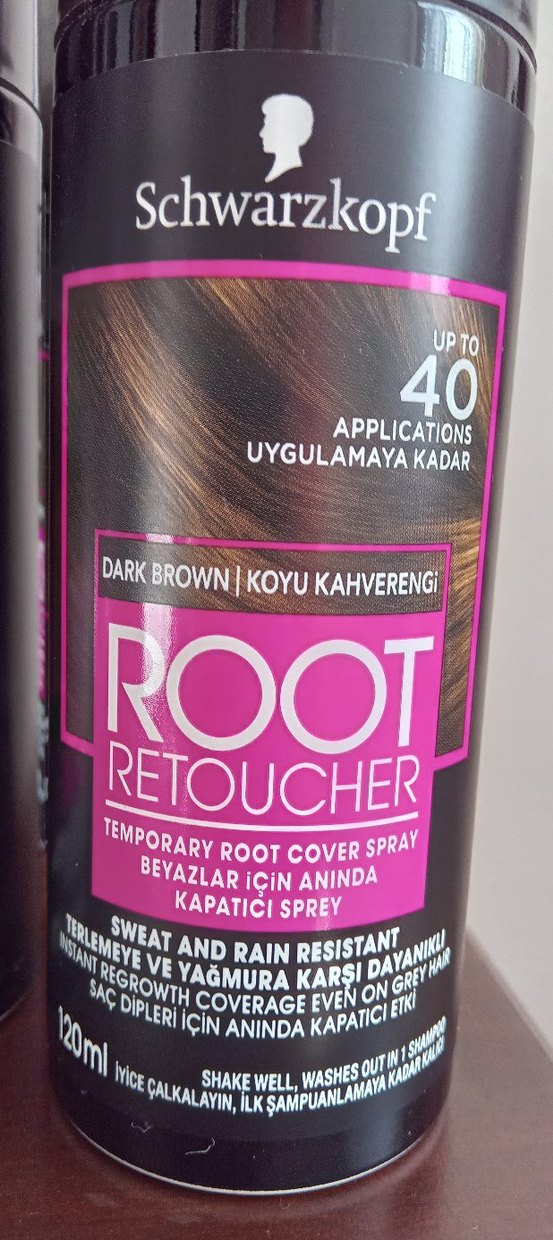 Schwarzkopf
UP TO
40
APPLICATIONS
UYGULAMAYA KADAR
DARK BROWN | KOYU KAHVERENGİ
ROOT
RETOUCHER
TEMPORARY ROOT COVER SPRAY
BEYAZLAR İÇİN ANINDA
KAPATICI SPREY
SWEAT AND RAIN RESISTANT
TERLEMEYE VE YAĞMURA KARŞI DAYANIKLI
INSTANT REGROWTH COVERAGE EVEN ON GREY HAIR
SAÇ DİPLERİ İÇİN ANINDA KAPATICI ETKİ
120ml
SHAKE WELL, WASHES OUT IN 1 SHAMPOO
İYİCE ÇALKALAYIN, İLK ŞAMPUANLAMAYA KADAR KALICI